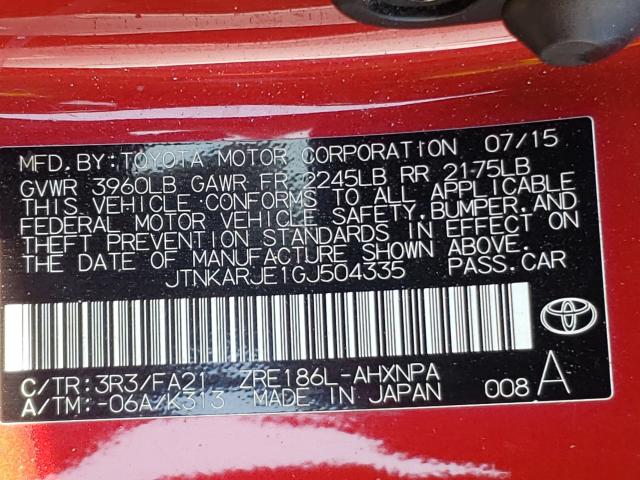 MFD. BY: TOYOTA MOTOR CORPORATION 07/15
GVWR 3960LB GAWR FR 2245LB RR 2175LB
THIS VEHICLE CONFORMS TO ALL APPLICABLE
FEDERAL MOTOR VEHICLE SAFETY, BUMPER, AND
THEFT PREVENTION STANDARDS IN EFFECT ON
THE DATE OF MANUFACTURE SHOWN ABOVE.
JTNKARJE1GJ504335 PASS. CAR
C/TR: 3R3/FA21 ZRE186L-AHXNPA
A/TM: -06A/K313 MADE IN JAPAN 008 A